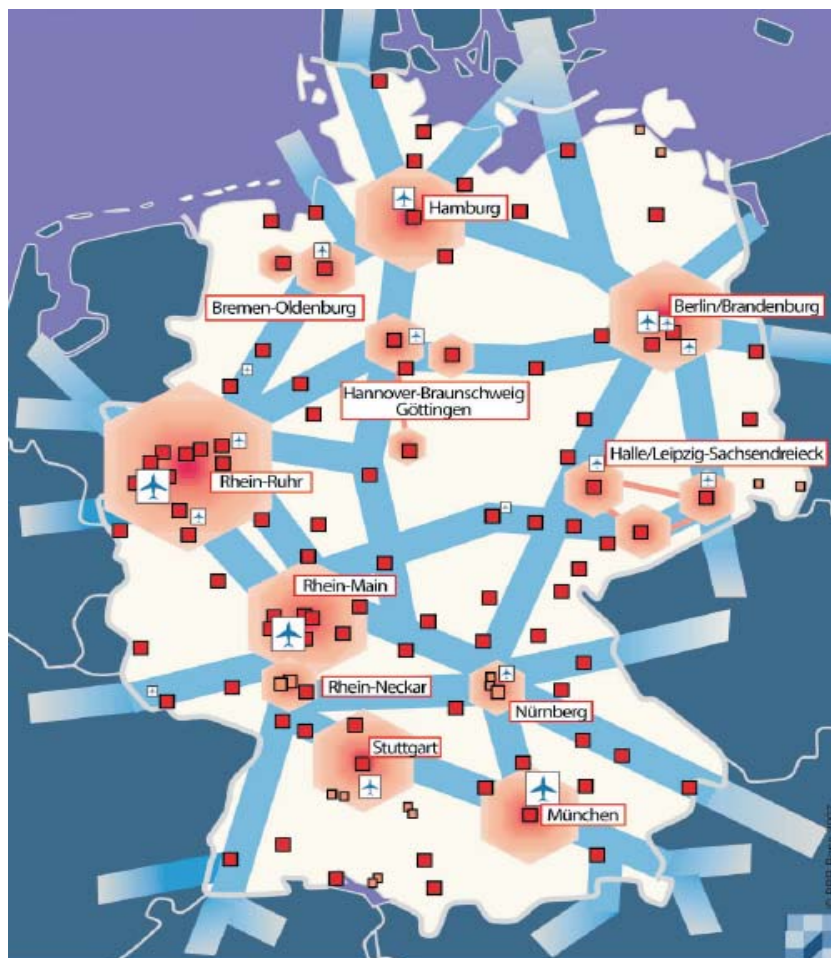 Hamburg
Bremen-Oldenburg
Berlin/Brandenburg
Hannover-Braunschweig
Göttingen
Halle/Leipzig-Sachsendreieck
Rhein-Ruhr
Rhein-Main
Rhein-Neckar
Nürnberg
Stuttgart
München